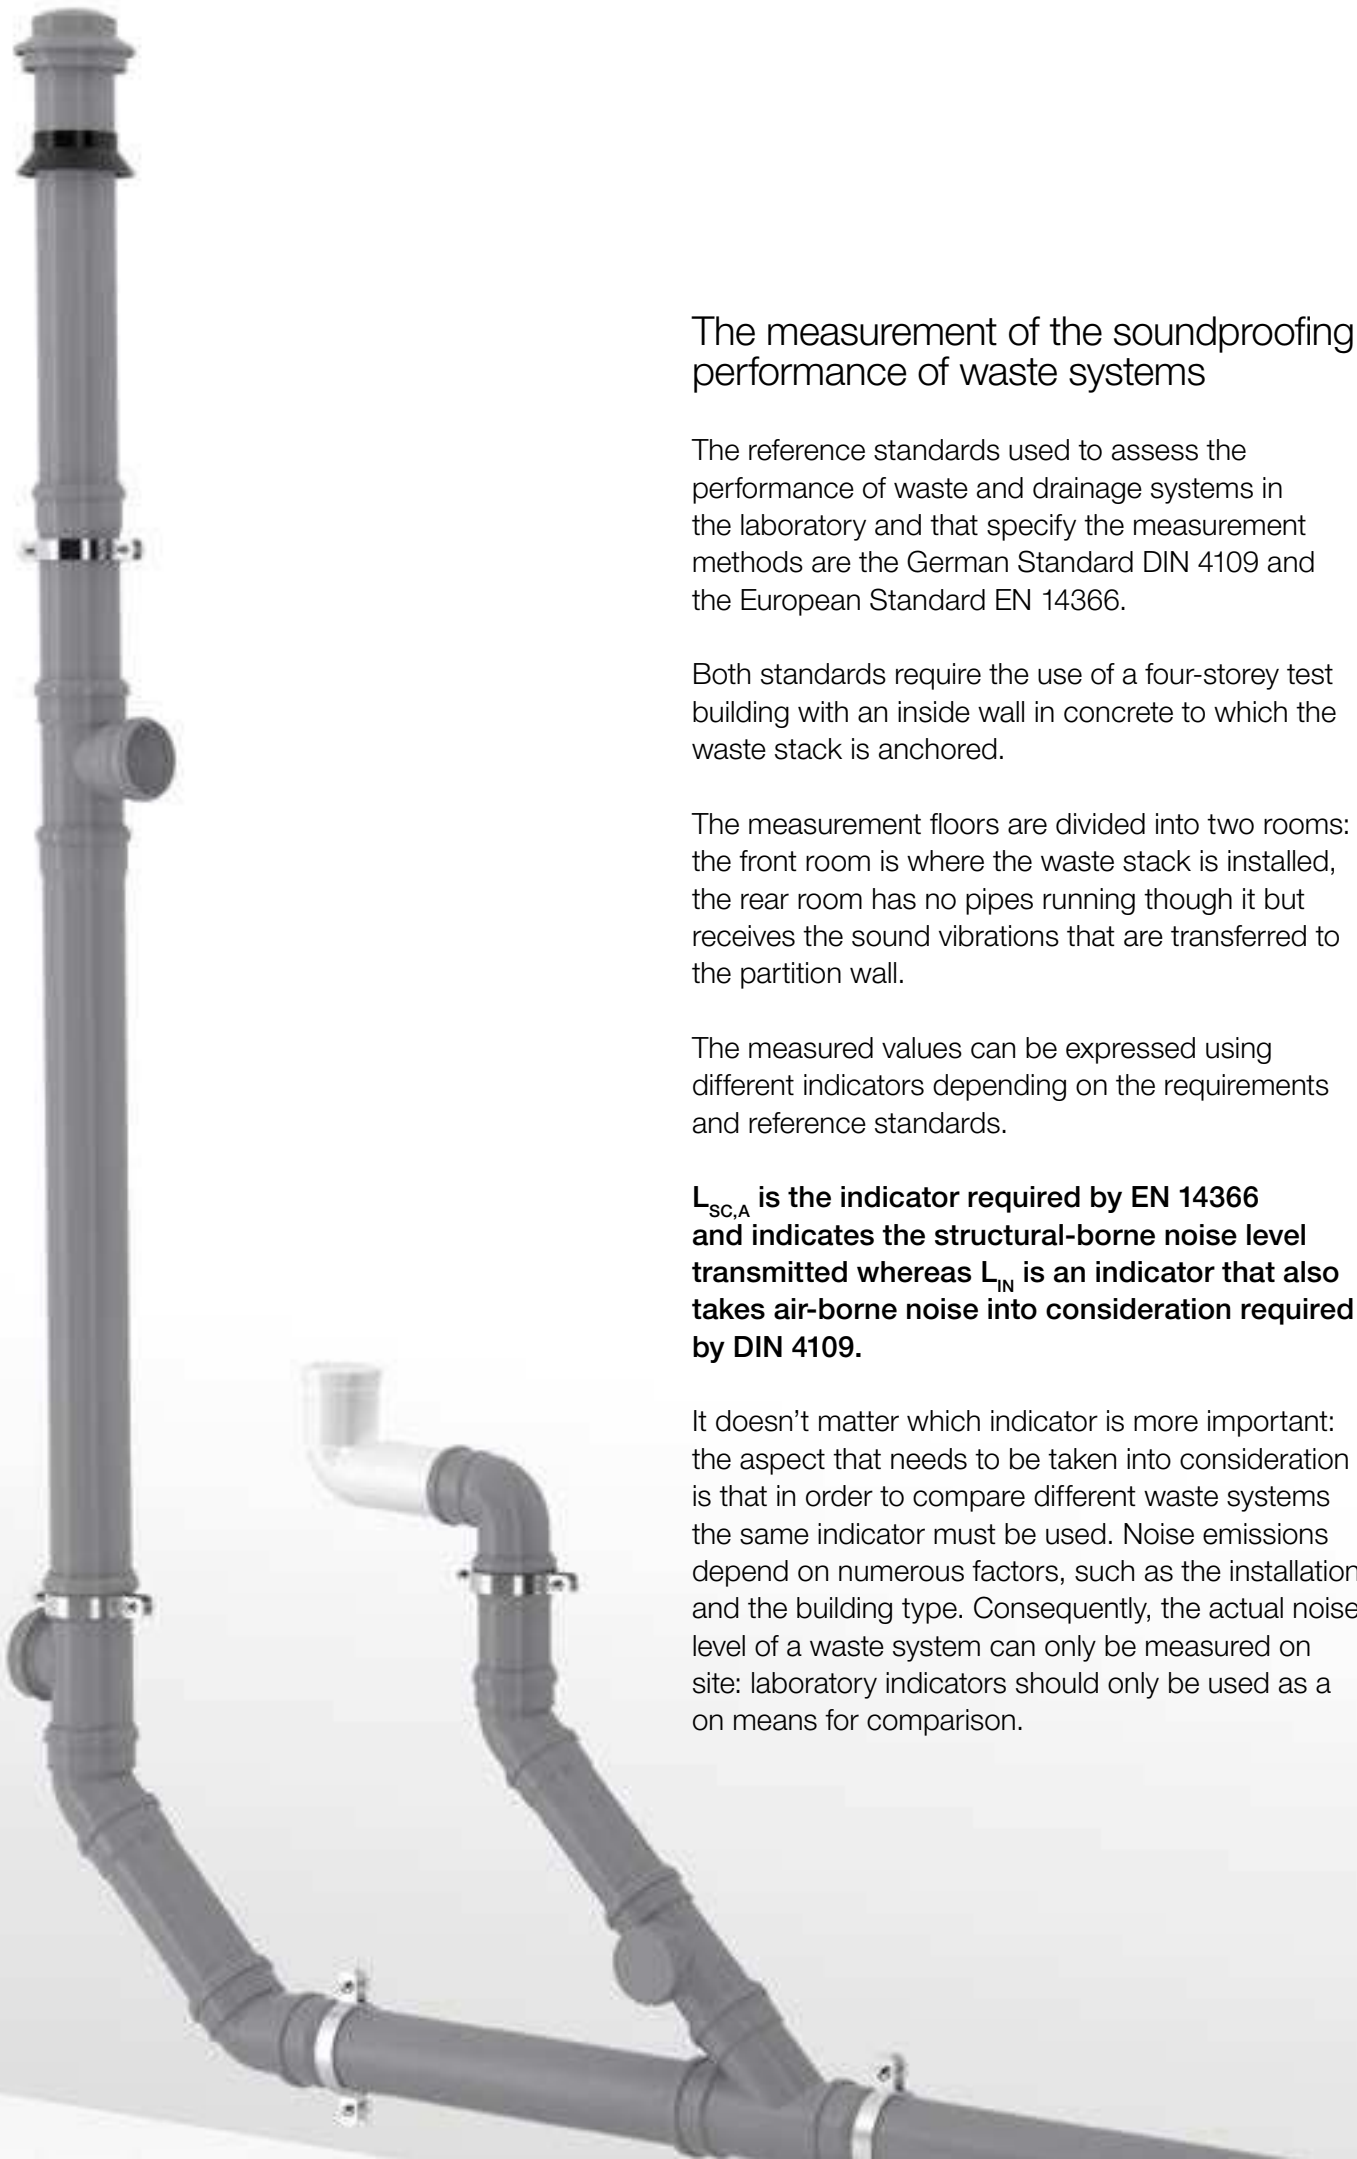 The measurement of the soundproofing
performance of waste systems
The reference standards used to assess the
performance of waste and drainage systems in
the laboratory and that specify the measurement
methods are the German Standard DIN 4109 and
the European Standard EN 14366.
Both standards require the use of a four-storey test
building with an inside wall in concrete to which the
waste stack is anchored.
The measurement floors are divided into two rooms:
the front room is where the waste stack is installed,
the rear room has no pipes running though it but
receives the sound vibrations that are transferred to
the partition wall.
The measured values can be expressed using
different indicators depending on the requirements
and reference standards.
L_SC,A is the indicator required by EN 14366
and indicates the structural-borne noise level
transmitted whereas L_IN is an indicator that also
takes air-borne noise into consideration required
by DIN 4109.
It doesn't matter which indicator is more important:
the aspect that needs to be taken into consideration
is that in order to compare different waste systems
the same indicator must be used. Noise emissions
depend on numerous factors, such as the installation
and the building type. Consequently, the actual noise
level of a waste system can only be measured on
site: laboratory indicators should only be used as a
on means for comparison.